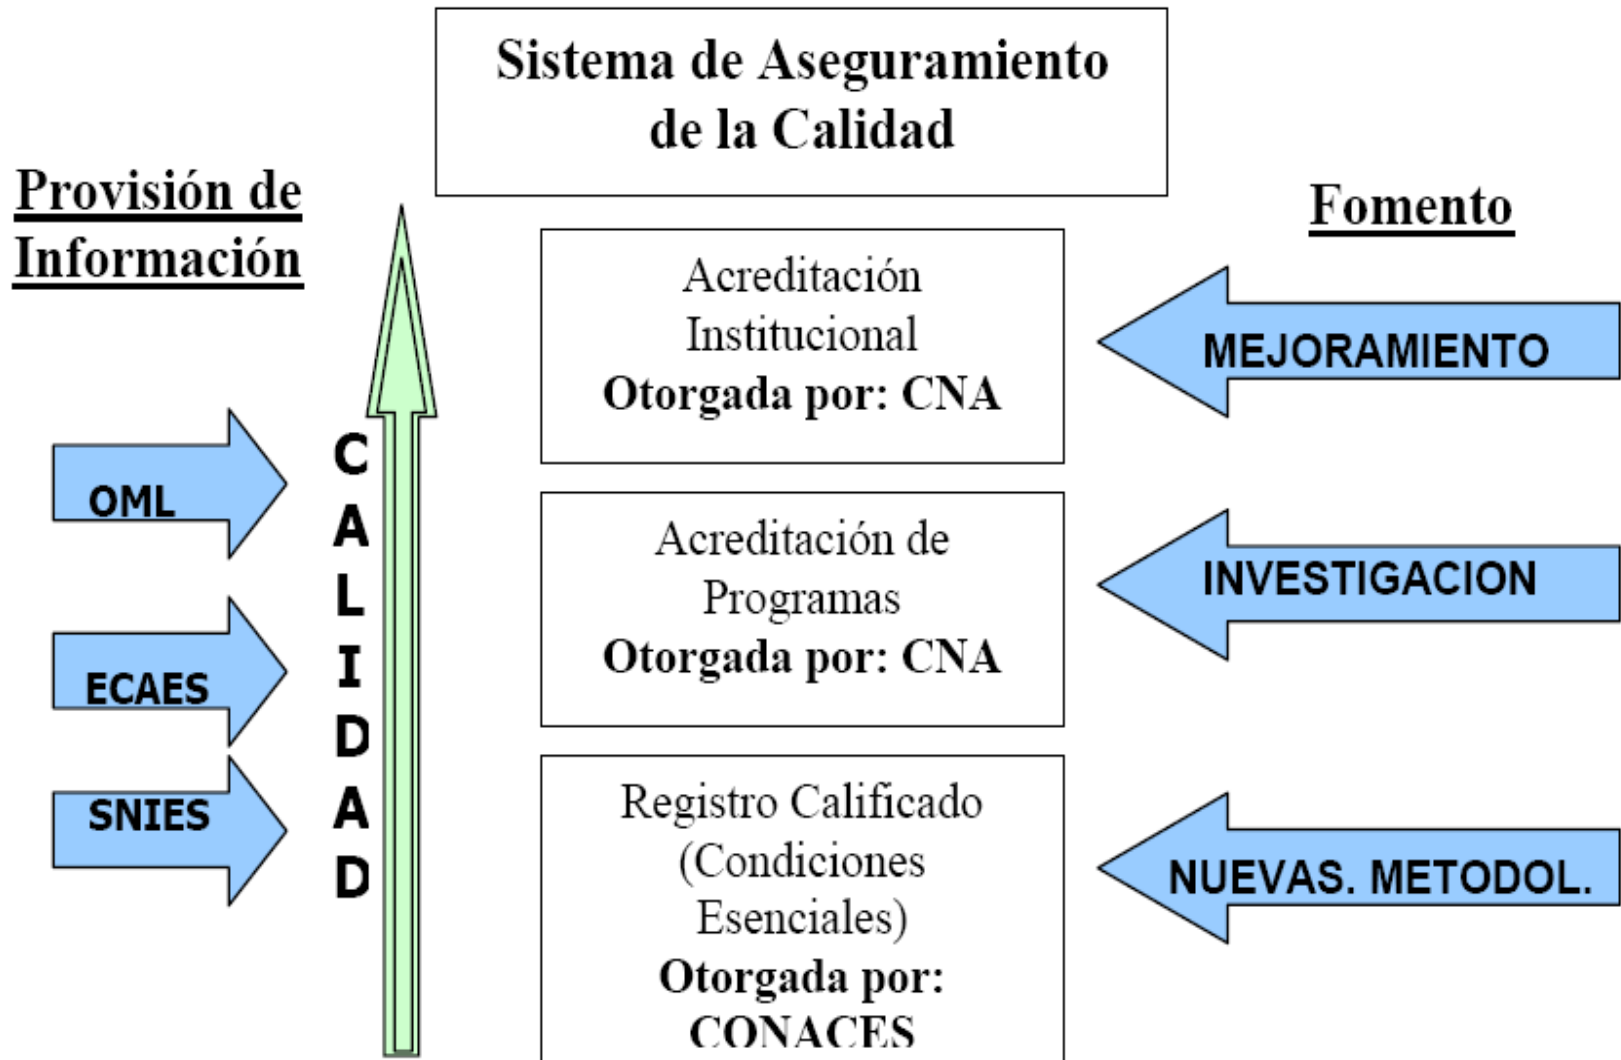 Sistema de Aseguramiento
de la Calidad
Provisión de
Información
OML
ECAES
SNIES
CALIDAD
Acreditación
Institucional
Otorgada por: CNA
Acreditación de
Programas
Otorgada por: CNA
Registro Calificado
(Condiciones
Esenciales)
Otorgada por:
CONACES
Fomento
MEJORAMIENTO
INVESTIGACION
NUEVAS. METODOL.